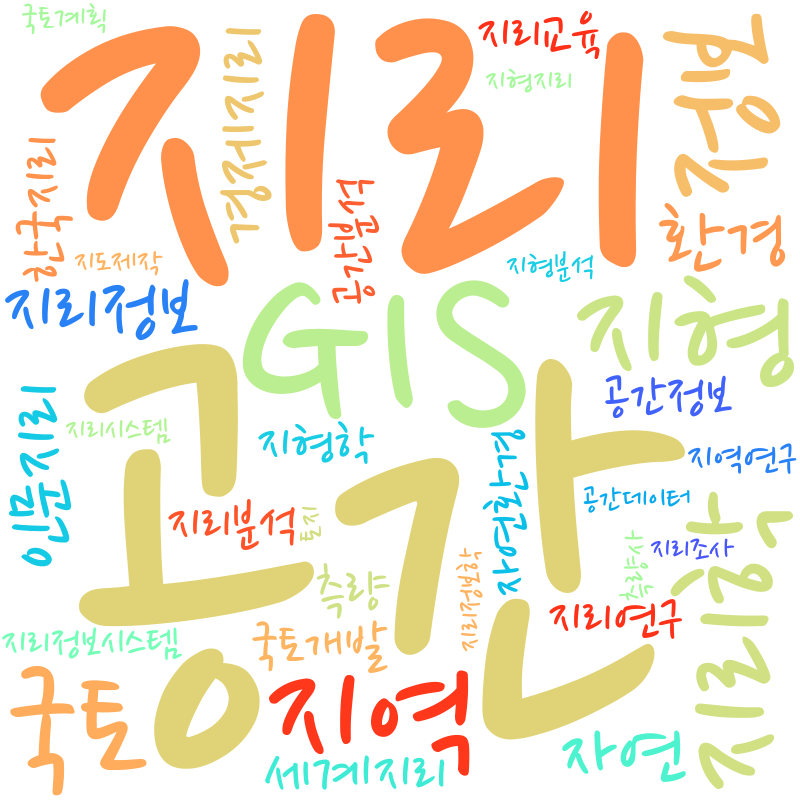 국토계획
지리
지리교육
정보
경제지리
지형지리
한국지리
공간분석
환경
지도제작
지형분석
지리정보
GIS
지형
공간
공간정보
인문지리
지리시스템
지형학
자연환경
지역연구
공간데이터
지리학
지리분석
토지
측량사
지리조사
지리정보학
측량
지리연구
지리정보시스템
국토개발
국토
지역
자연
세계지리